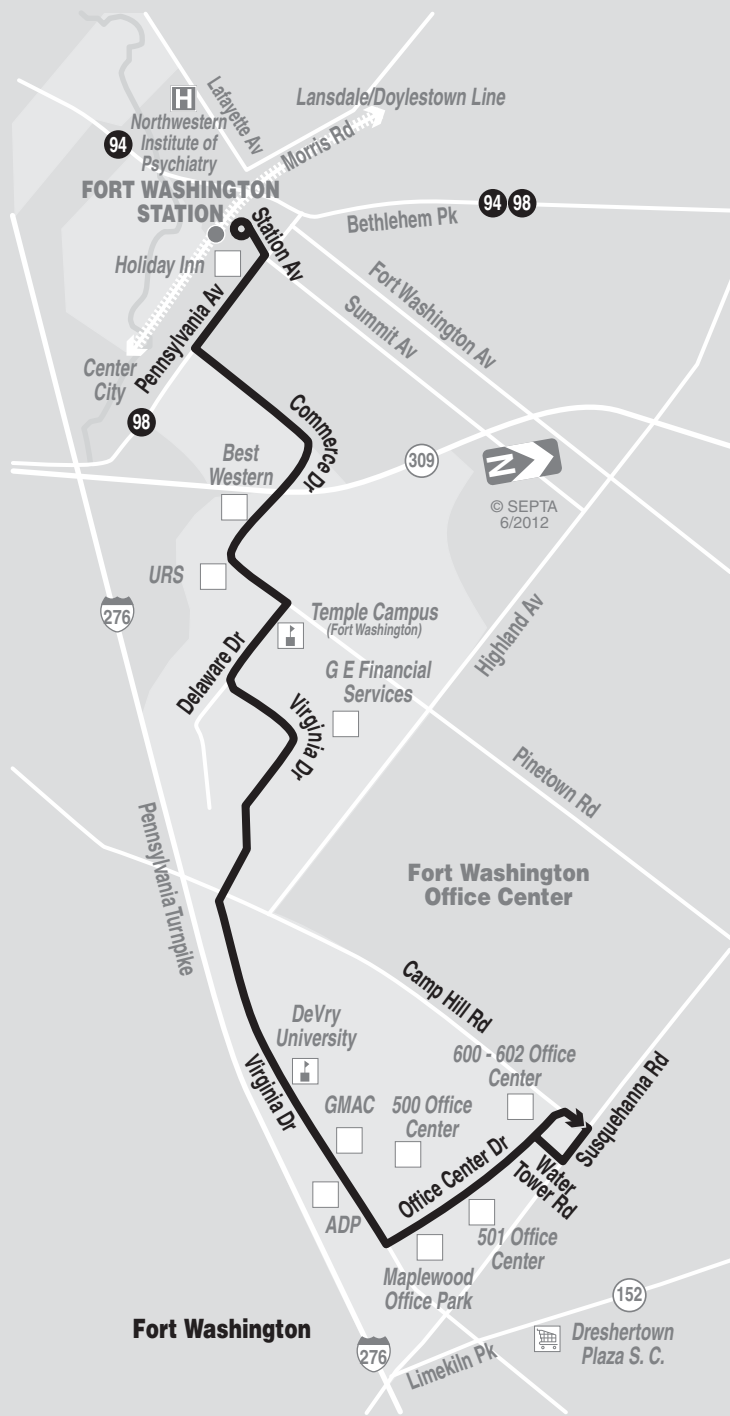 Lafayette Av
H
Lansdale/Doylestown Line
Northwestern
Institute of
Psychiatry
94
Morris Rd
FORT WASHINGTON
STATION
Station Av
94 98
Bethlehem Pk
Holiday Inn
Fort Washington Av
Summit Av
Pennsylvania Av
Center
City
98
Commerce Dr
Best
Western
309
N
© SEPTA
6/2012
URS
276
Temple Campus
(Fort Washington)
Highland Av
Delaware Dr
G E Financial
Services
Virginia Dr
Pinetown Rd
Pennsylvania Turnpike
Fort Washington
Office Center
Camp Hill Rd
DeVry
University
600 - 602 Office
Center
Virginia Dr
GMAC
500 Office
Center
Susquehanna Rd
Office Center Dr
Water
Tower Rd
ADP
501 Office
Center
Maplewood
Office Park
152
Fort Washington
Dreshertown
Plaza S. C.
276
Limekiln Pk